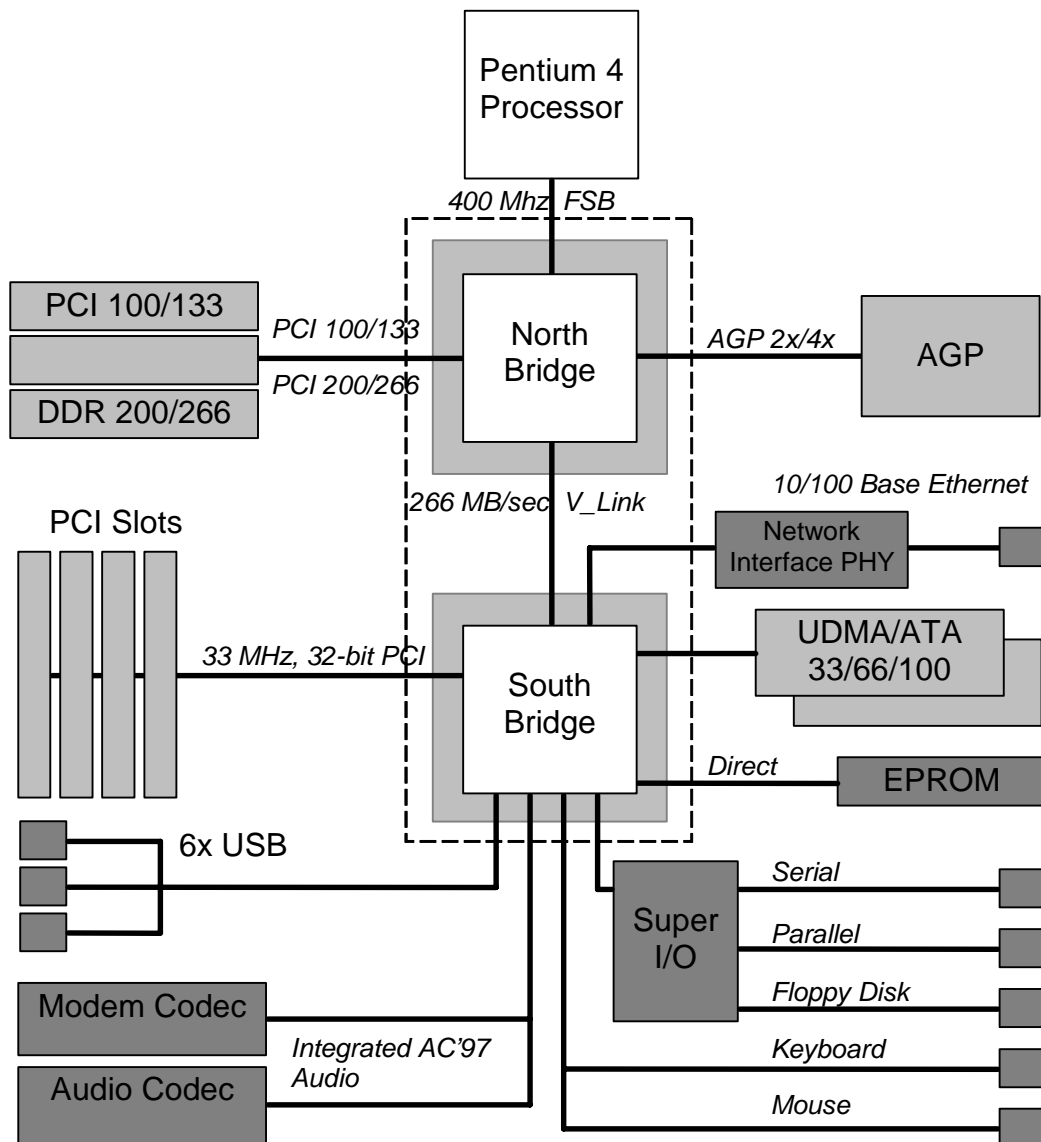 Pentium 4
Processor
400 Mhz FSB
PCI 100/133
PCI 100/133
North
Bridge
AGP 2x/4x
AGP
PCI 200/266
DDR 200/266
266 MB/sec V_Link
10/100 Base Ethernet
PCI Slots
Network
Interface PHY
UDMA/ATA
33/66/100
33 MHz, 32-bit PCI
South
Bridge
Direct
EPROM
6x USB
Super
I/O
Serial
Parallel
Floppy Disk
Modem Codec
Integrated AC'97
Audio
Keyboard
Audio Codec
Mouse